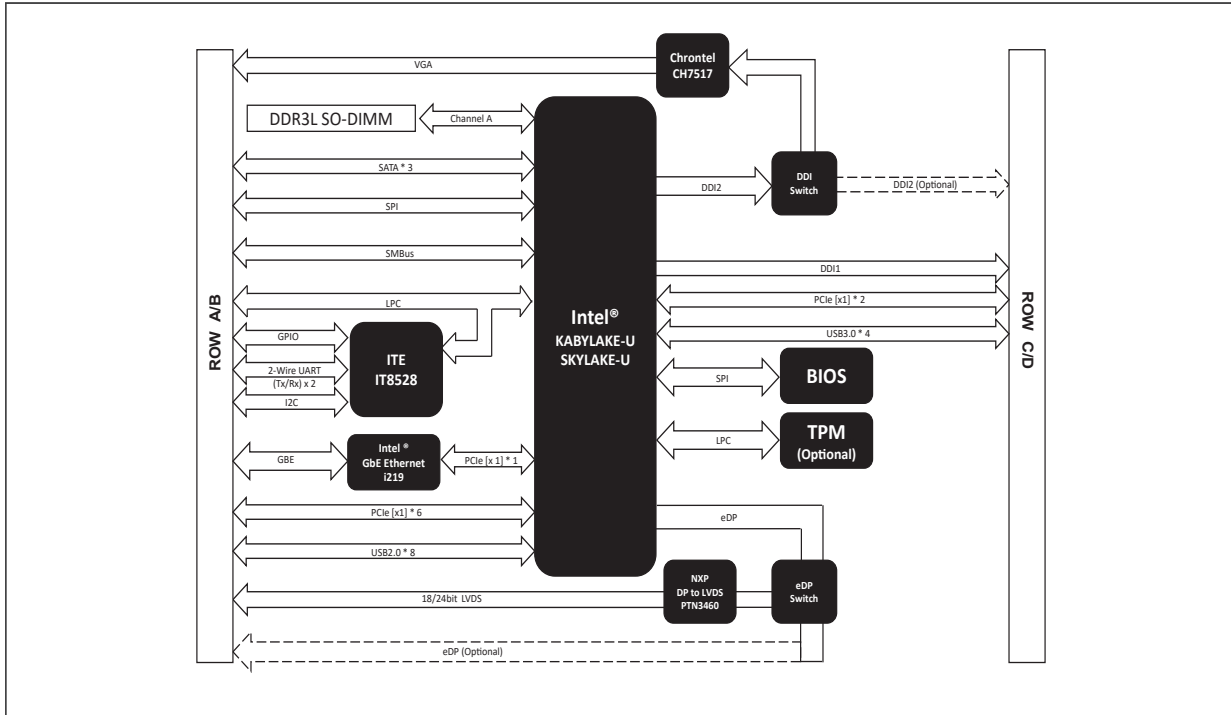 Chrontel
CH7517
VGA
DDR3L SO-DIMM
Channel A
SATA * 3
DDI
Switch
DDI2
DDI2 (Optional)
SPI
SMBus
DDI1
LPC
PCIe [x1] * 2
ROW A/B
ROW C/D
Intel®
KABYLAKE-U
SKYLAKE-U
GPIO
ITE
IT8528
USB3.0 * 4
2-Wire UART
(Tx/Rx) x 2
I2C
SPI
BIOS
LPC
TPM
(Optional)
GBE
Intel ®
GbE Ethernet
i219
PCIe [x 1] * 1
PCIe [x1] * 6
eDP
USB2.0 * 8
18/24bit LVDS
NXP
DP to LVDS
PTN3460
eDP
Switch
eDP (Optional)